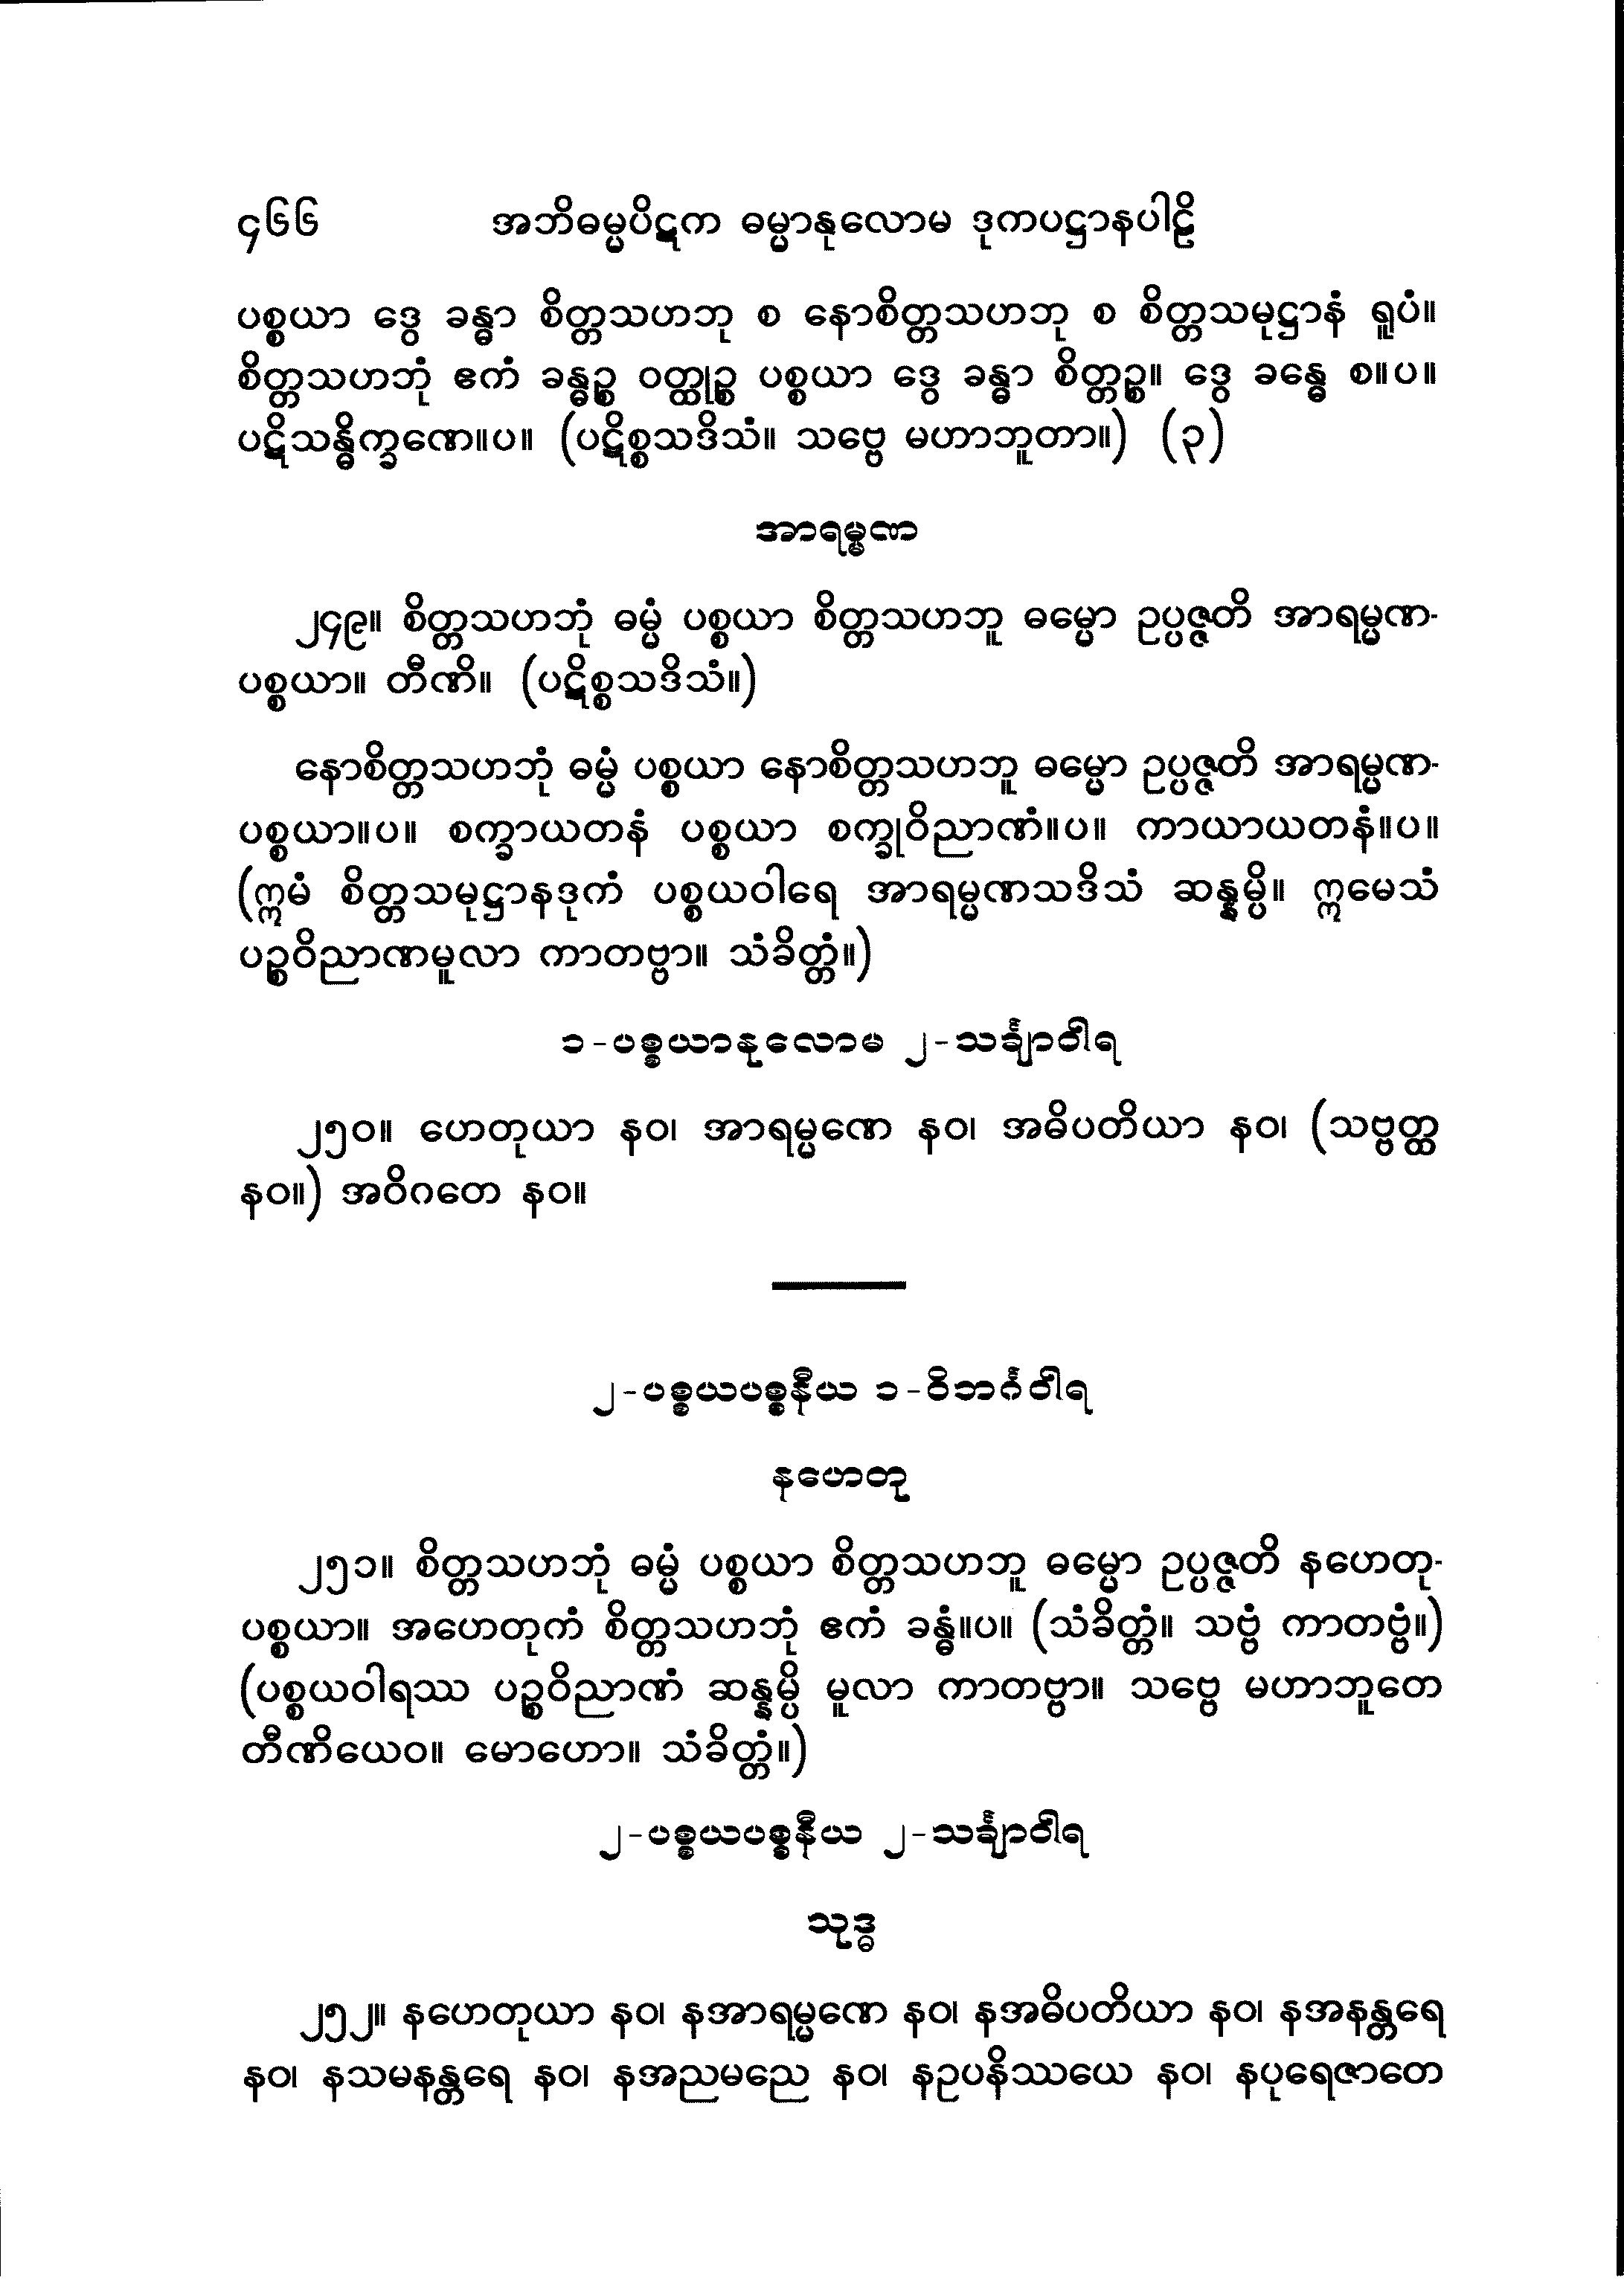 ၄၆၆ အဘိဓမ္မပိဋက ဓမ္မာနုလောမ ဒုကပဋ္ဌာနပါဠိ
ပစ္စယာ ဒွေ ခန္ဓာ စိတ္တသဟဘု စ နောစိတ္တသဟဘု စ စိတ္တသမုဋ္ဌာနံ ရူပံ။
စိတ္တသဟဘုံ ဧကံ ခန္ဓဉ္စ ဝတ္ထုဉ္စ ပစ္စယာ ဒွေ ခန္ဓာ စိတ္တဉ္စ။ ဒွေ ခန္ဓေ စ။ပ။
ပဋိသန္ဓိက္ခဏေ။ပ။ (ပဋိစ္စသဒိသံ။ သဗ္ဗေ မဟာဘူတာ။) (၃)
အာရမ္မဏ
၂၄၉။ စိတ္တသဟဘုံ ဓမ္မံ ပစ္စယာ စိတ္တသဟဘူ ဓမ္မော ဥပ္ပဇ္ဇတိ အာရမ္မဏ-
ပစ္စယာ။ တီဏိ။ (ပဋိစ္စသဒိသံ။)
နောစိတ္တသဟဘုံ ဓမ္မံ ပစ္စယာ နောစိတ္တသဟဘူ ဓမ္မော ဥပ္ပဇ္ဇတိ အာရမ္မဏ-
ပစ္စယာ။ပ။ စက္ခာယတနံ ပစ္စယာ စက္ခုဝိညာဏံ။ပ။ ကာယာယတနံ။ပ။
(ဣမံ စိတ္တသမုဋ္ဌာနဒုကံ ပစ္စယဝါရေ အာရမ္မဏသဒိသံ ဆန္နမ္ပိ။ ဣမေသံ
ပဉ္စဝိညာဏမူလာ ကာတဗ္ဗာ။ သံခိတ္တံ။)
၁-ပစ္စယာနုလောမ ၂-သင်္ချာဝါရ
၂၅၀။ ဟေတုယာ နဝ၊ အာရမ္မဏေ နဝ၊ အဓိပတိယာ နဝ၊ (သဗ္ဗတ္ထ
နဝ။) အဝိဂတေ နဝ။
၂-ပစ္စယပစ္စနီယ ၁-ဝိဘင်္ဂဝါရ
နဟေတု
၂၅၁။ စိတ္တသဟဘုံ ဓမ္မံ ပစ္စယာ စိတ္တသဟဘူ ဓမ္မော ဥပ္ပဇ္ဇတိ နဟေတု-
ပစ္စယာ။ အဟေတုကံ စိတ္တသဟဘုံ ဧကံ ခန္ဓံ။ပ။ (သံခိတ္တံ။ သဗ္ဗံ ကာတဗ္ဗံ။)
(ပစ္စယဝါရဿ ပဉ္စဝိညာဏံ ဆန္နမ္ပိ မူလာ ကာတဗ္ဗာ။ သဗ္ဗေ မဟာဘူတေ
တီဏိယေဝ။ မောဟော။ သံခိတ္တံ။)
၂-ပစ္စယပစ္စနီယ ၂-သင်္ချာဝါရ
သုဒ္ဓ
၂၅၂။ နဟေတုယာ နဝ၊ နအာရမ္မဏေ နဝ၊ နအဓိပတိယာ နဝ၊ နအနန္တရေ
နဝ၊ နသမနန္တရေ နဝ၊ နအညမညေ နဝ၊ နဥပနိဿယေ နဝ၊ နပုရေဇာတေ